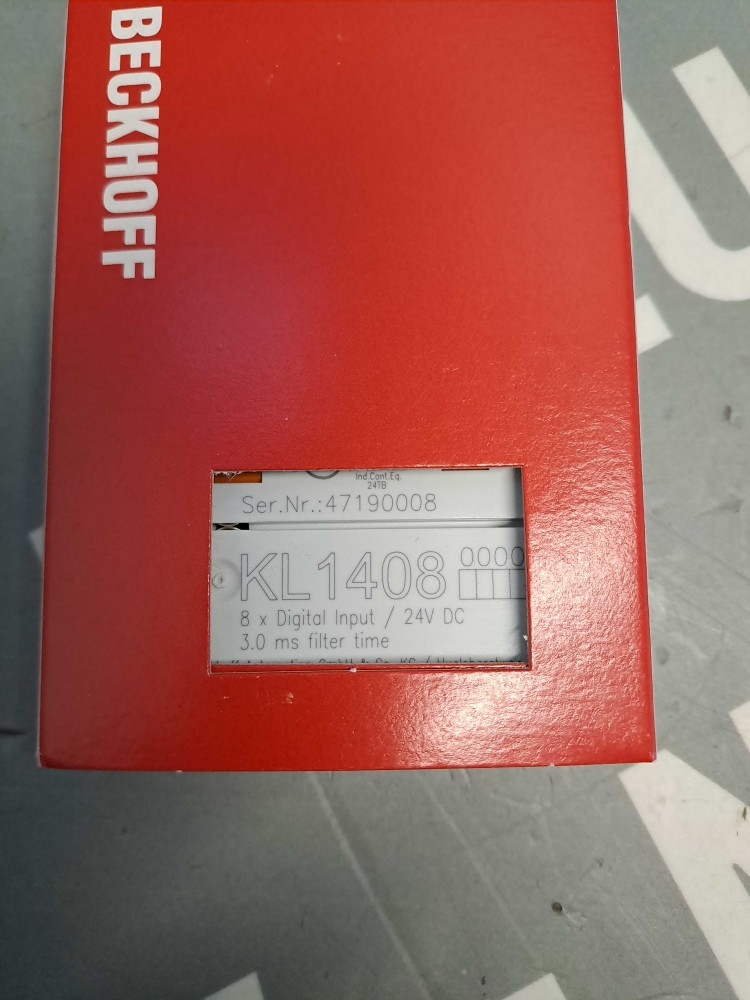 BECKHOFF
Ind.Cont.Eq.
24TB
Ser.Nr.:47190008
KL1408
0000
8 x Digital Input / 24V DC
3.0 ms filter time